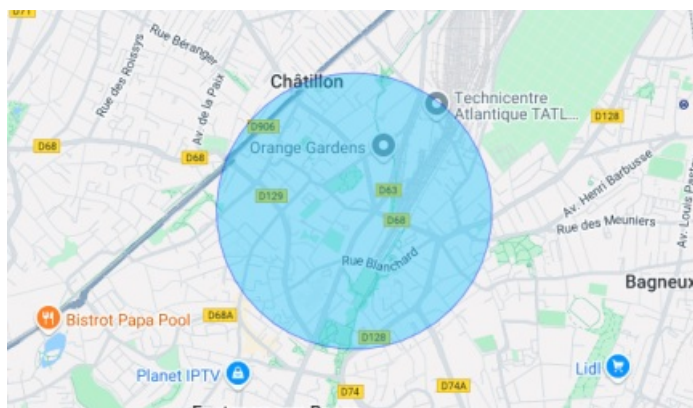 D71
Rue Béranger
Rue des Roissys
Av. de la Paix
Châtillon
Technicentre
Atlantique TATL...
D906
D128
D68
D68
Orange Gardens
Av. Henri Barbusse
D129
D63
D68
Rue des Meuniers
Rue Blanchard
Bagneux
Bistrot Papa Pool
D68A
D128
Planet IPTV
Lidl
D74
D74A